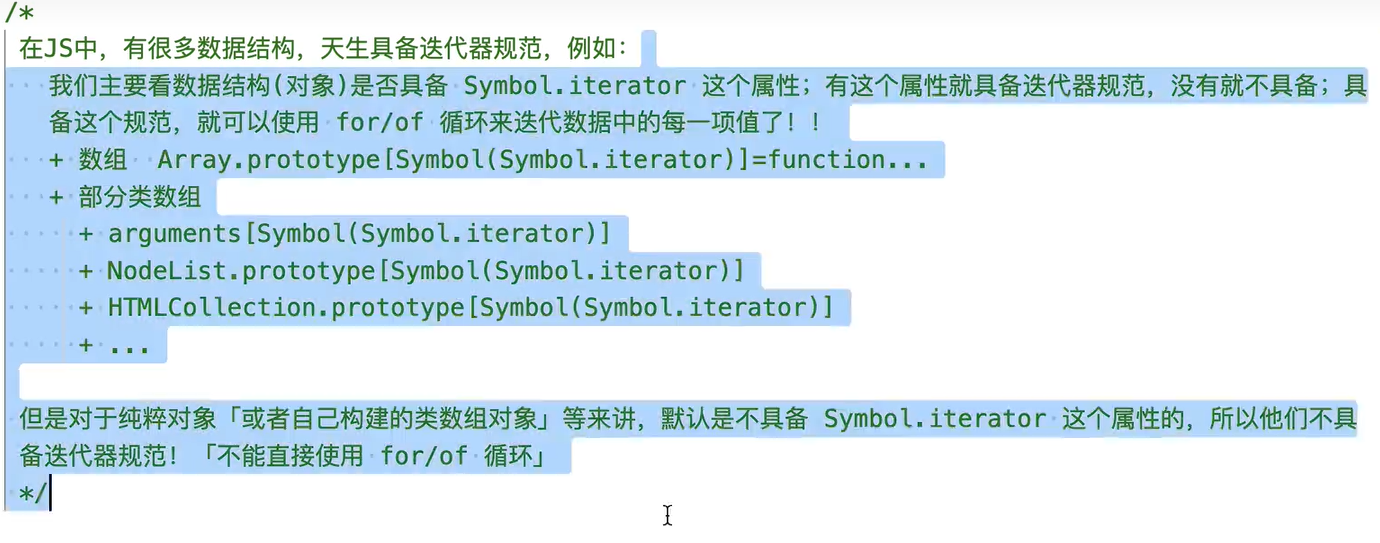 /*
在JS中，有很多数据结构，天生具备迭代器规范，例如：
我们主要看数据结构(对象)是否具备 Symbol.iterator 这个属性；有这个属性就具备迭代器规范，没有就不具备；具
备这个规范，就可以使用 for/of 循环来迭代数据中的每一项值了！！
+ 数组  Array.prototype[Symbol(Symbol.iterator)]=function...
+ 部分类数组
+ arguments[Symbol(Symbol.iterator)]
+ NodeList.prototype[Symbol(Symbol.iterator)]
+ HTMLCollection.prototype[Symbol(Symbol.iterator)]
+ ...
但是对于纯粹对象「或者自己构建的类数组对象」等来讲，默认是不具备 Symbol.iterator 这个属性的，所以他们不具
备迭代器规范！「不能直接使用 for/of 循环」
*/